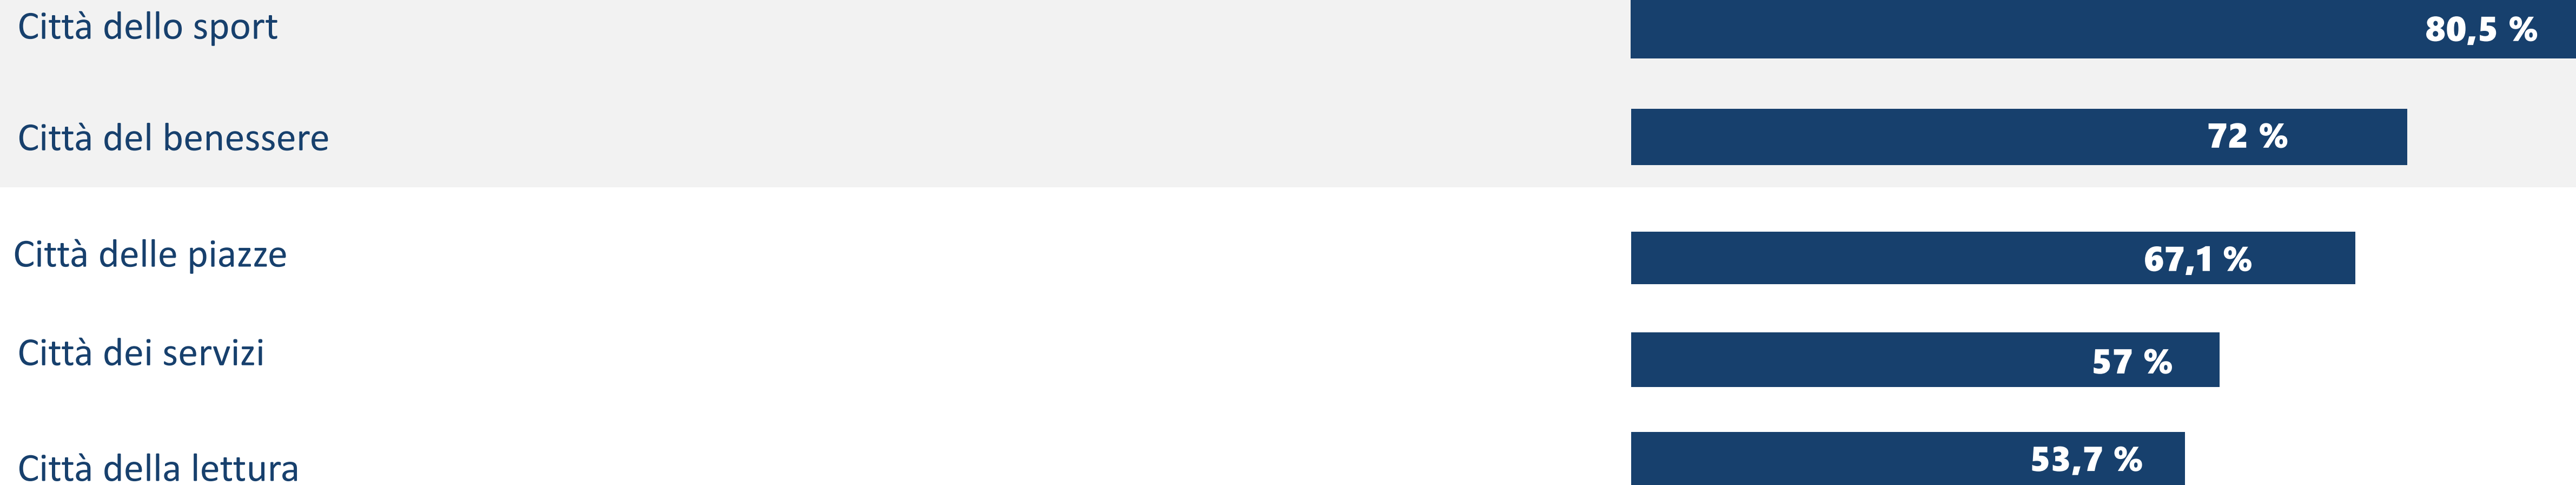 Città dello sport 80,5 %
Città del benessere 72 %
Città delle piazze 67,1 %
Città dei servizi 57 %
Città della lettura 53,7 %